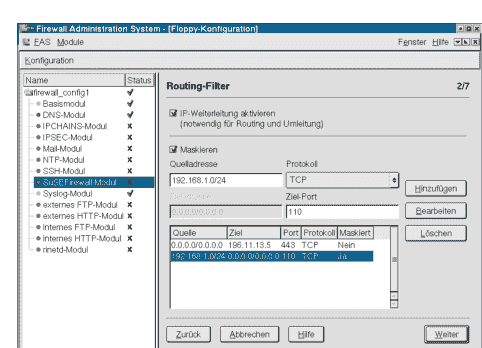 Firewall Administration System - [Floppy-Konfiguration]
EAS Module Fenster Hilfe
Konfiguration
Name Status
firewall_config1
Basismodul
DNS-Modul
IPCHAINS-Modul x
IPSEC-Modul x
Mail-Modul x
NTP-Modul x
SSH-Modul x
SuSEFirewall-Modul
Syslog-Modul
externes FTP-Modul x
externes HTTP-Modul x
internes FTP-Modul x
internes HTTP-Modul x
rinetd-Modul x
Routing-Filter 2/7
IP-Weiterleitung aktivieren
(notwendig für Routing und Umleitung)
Maskieren
Quelladresse Protokoll
192.168.1.0/24 TCP
Ziel-Port
0.0.0.0/0.0.0.0 110
Hinzufügen
Bearbeiten
Löschen
Quelle Ziel Port Protokoll Maskiert
0.0.0.0/0.0.0.0 196.11.13.5 443 TCP Nein
192.168.1.0/24 0.0.0.0/0.0.0.0 110 TCP Ja
Zurück Abbrechen Hilfe Weiter